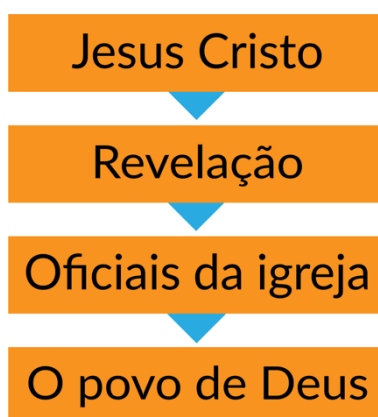 Jesus Cristo
Revelação
Oficiais da igreja
O povo de Deus